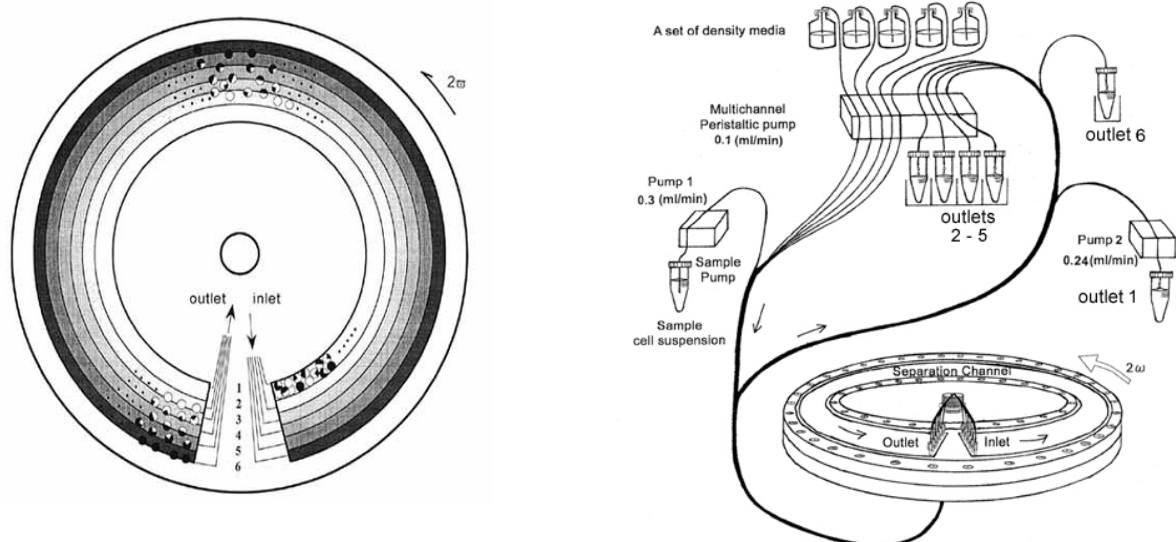 2ϖ
outlet inlet
1
2
3
4
5
6
A set of density media
Multichannel
Peristaltic pump
0.1 (ml/min)
outlet 6
Pump 1
0.3 (ml/min)
outlets
2 - 5
Pump 2
0.24(ml/min)
Sample
Pump
outlet 1
Sample
cell suspension
Separation Channel
2ω
Outlet Inlet